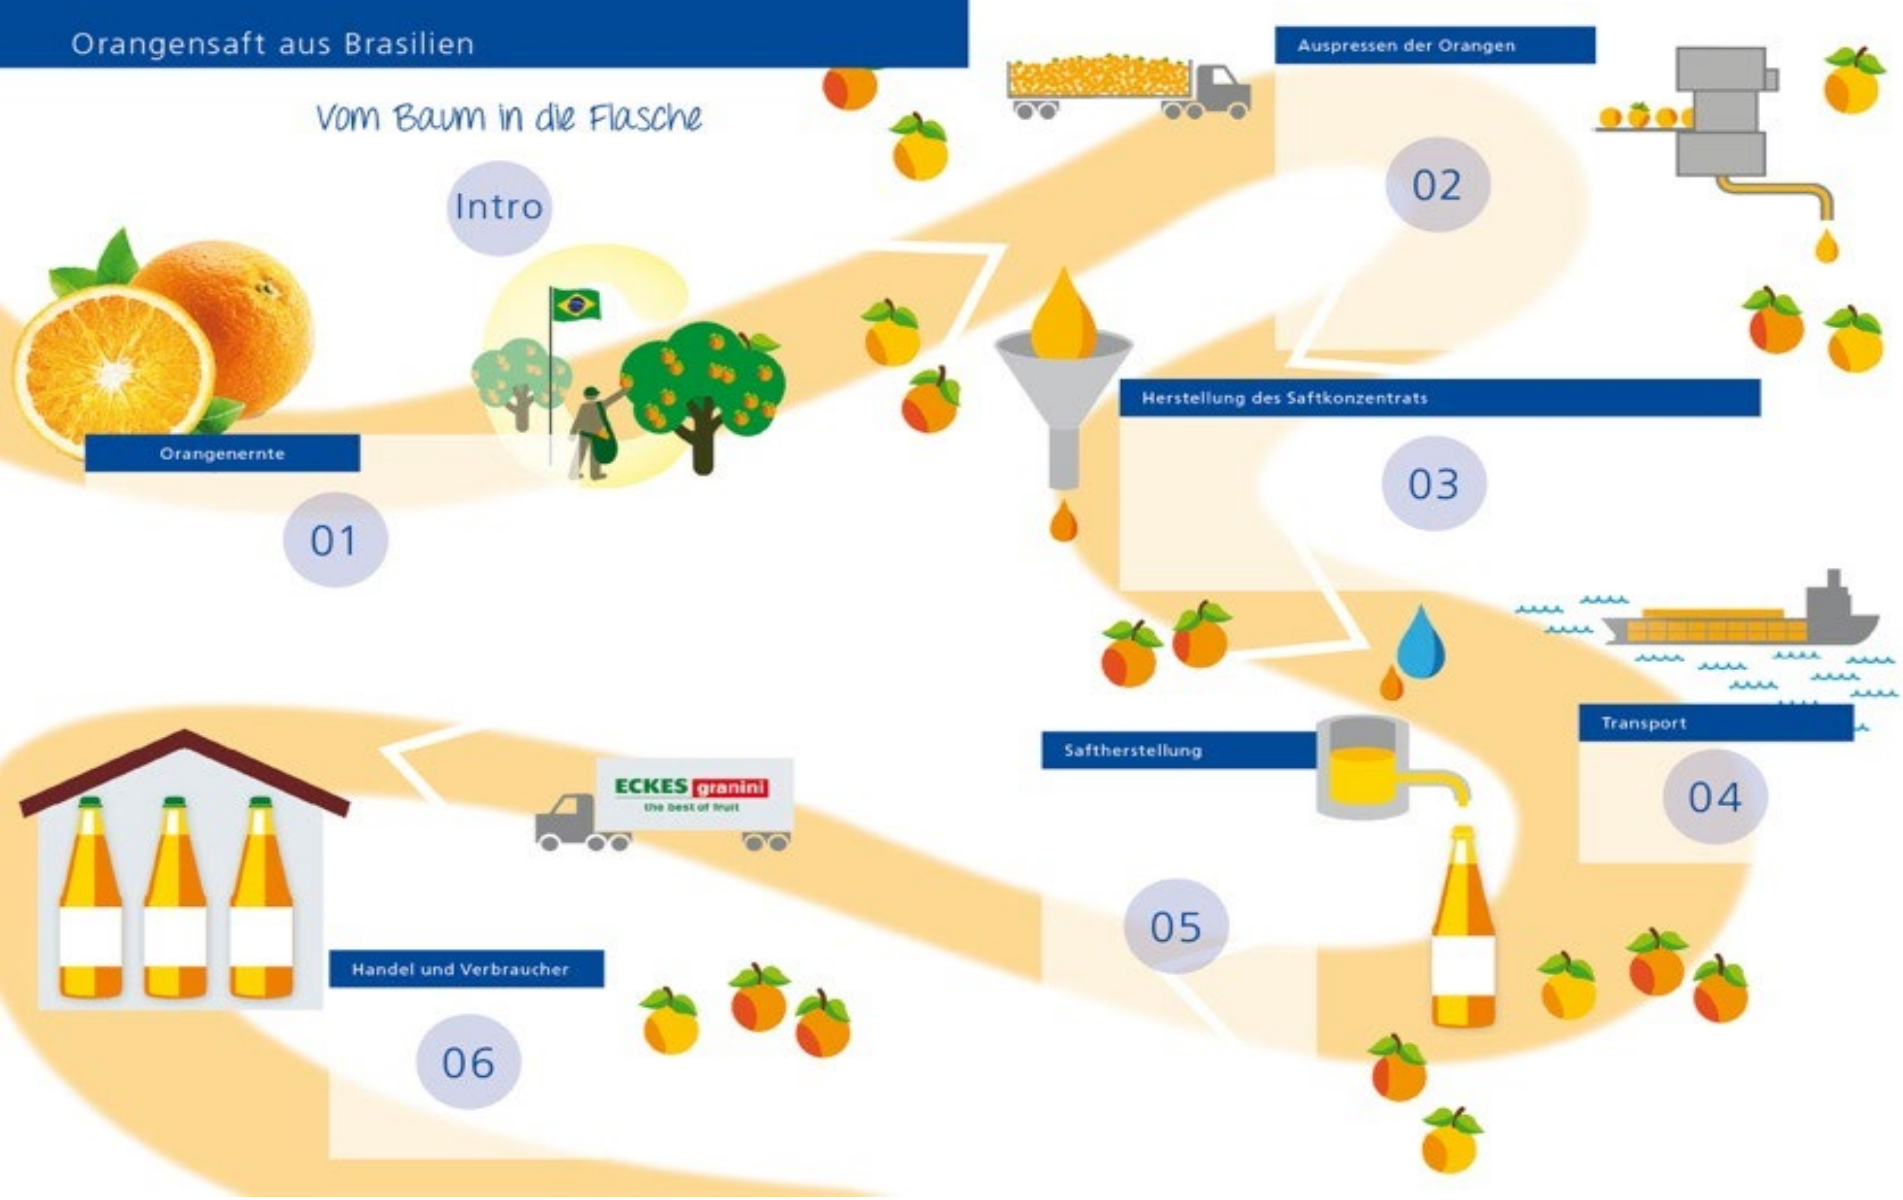 Orangensaft aus Brasilien
Vom Baum in die Flasche
Intro
Orangenernte
01
Auspressen der Orangen
02
Herstellung des Saftkonzentrats
03
Transport
04
Saftherstellung
05
ECKES granini
the best of fruit
Handel und Verbraucher
06